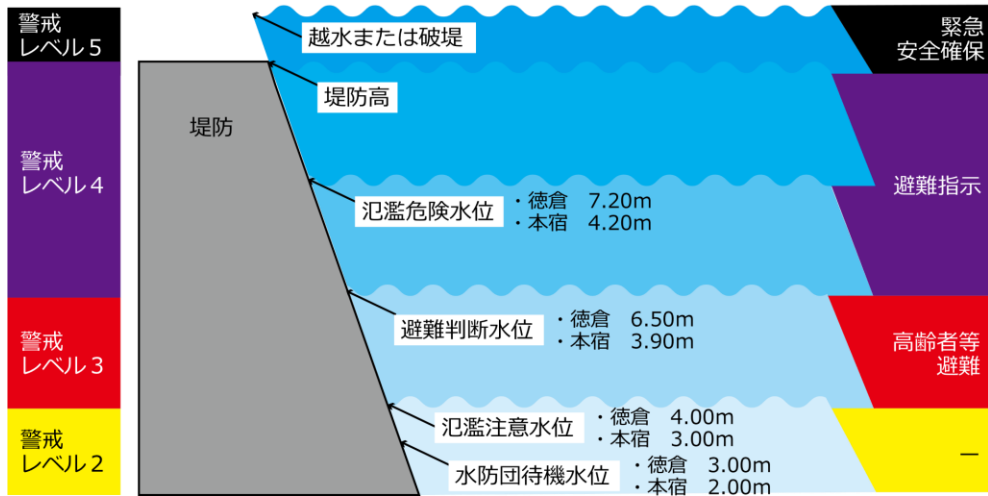 警戒
レベル5
越水または破堤
緊急
安全確保
堤防高
堤防
警戒
レベル4
氾濫危険水位
・徳倉 7.20m
・本宿 4.20m
避難指示
避難判断水位
・徳倉 6.50m
・本宿 3.90m
警戒
レベル3
高齢者等
避難
氾濫注意水位
・徳倉 4.00m
・本宿 3.00m
警戒
レベル2
水防団待機水位
・徳倉 3.00m
・本宿 2.00m
－